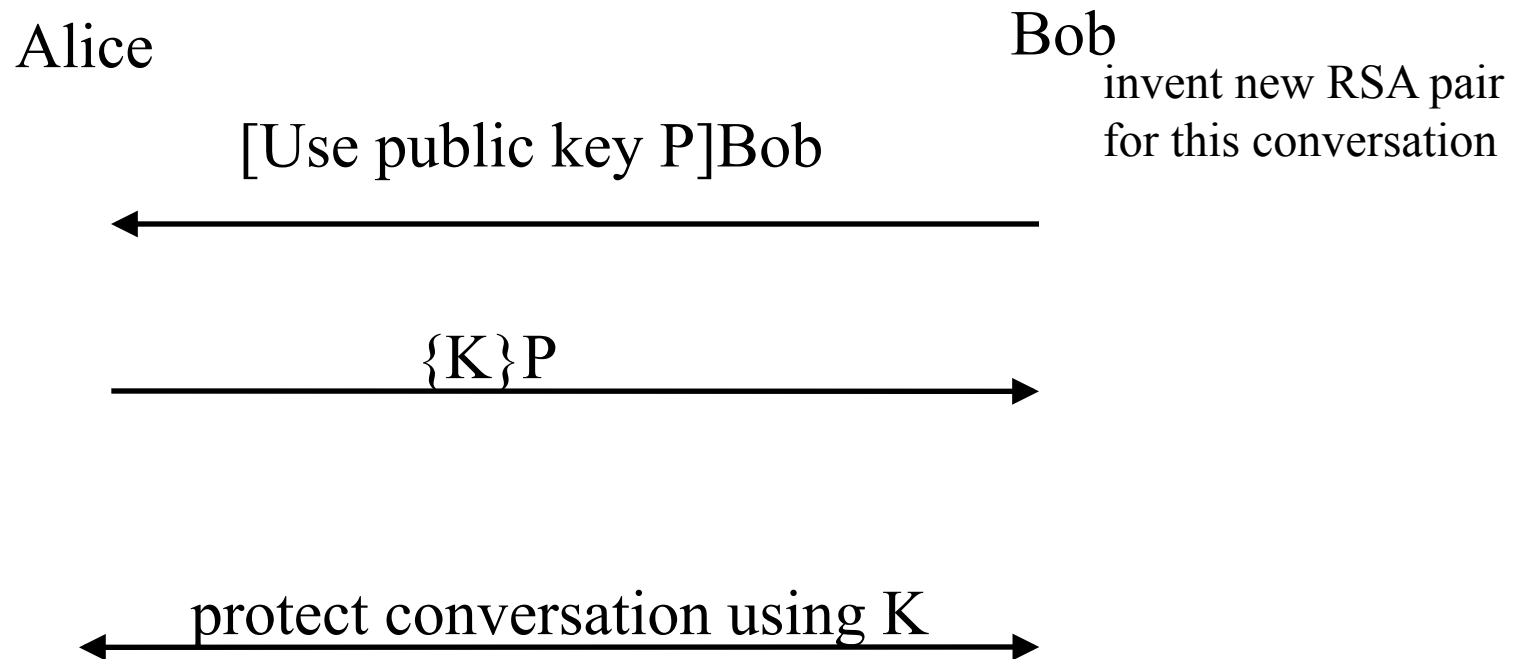 Alice
Bob
invent new RSA pair
for this conversation
[Use public key P]Bob
{K}P
protect conversation using K